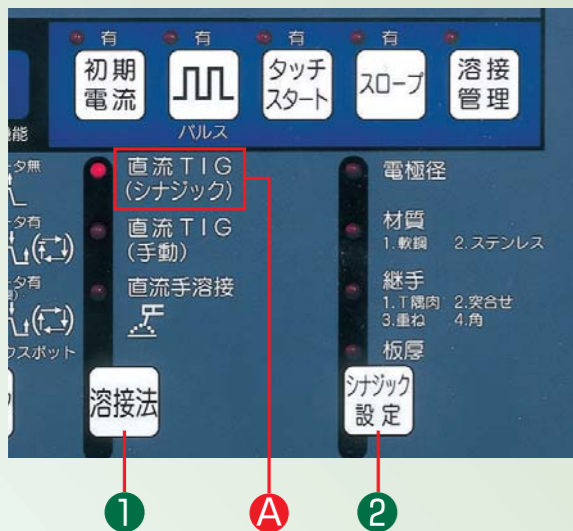 有 有 有 有
初期電流
パルス
タッチスタート
スロープ
溶接管理
機能
直流TIG
(シナジック)
直流TIG
(手動)
直流手溶接
溶接法
電極径
材質
1.軟鋼 2.ステンレス
継手
1.T隅肉 2.突合せ
3.重ね 4.角
板厚
シナジック設定
タ無
タ有
タ有
スポット
1 A 2